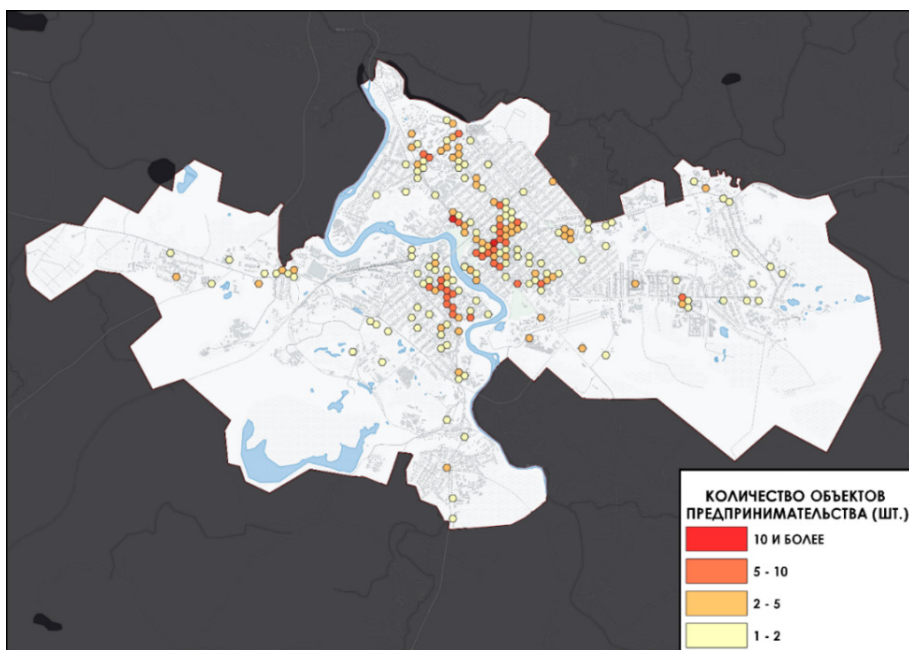 КОЛИЧЕСТВО ОБЪЕКТОВ
ПРЕДПРИНИМАТЕЛЬСТВА (ШТ.)
10 И БОЛЕЕ
5 - 10
2 - 5
1 - 2